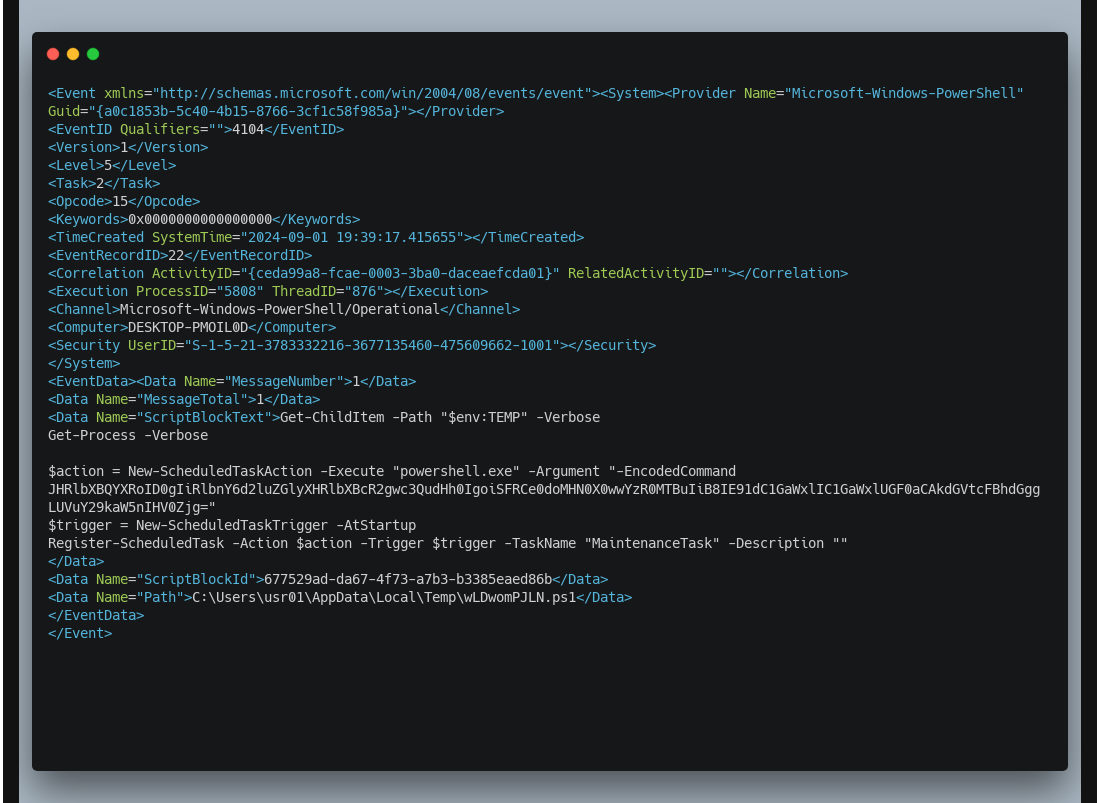 <Event xmlns="http://schemas.microsoft.com/win/2004/08/events/event"><System><Provider Name="Microsoft-Windows-PowerShell"
Guid="{a0c1853b-5c40-4b15-8766-3cf1c58f985a}"></Provider>
<EventID Qualifiers="">4104</EventID>
<Version>1</Version>
<Level>5</Level>
<Task>2</Task>
<Opcode>15</Opcode>
<Keywords>0x0000000000000000</Keywords>
<TimeCreated SystemTime="2024-09-01 19:39:17.415655"></TimeCreated>
<EventRecordID>22</EventRecordID>
<Correlation ActivityID="{ceda99a8-fcae-0003-3ba0-daceaefcda01}" RelatedActivityID=""></Correlation>
<Execution ProcessID="5808" ThreadID="876"></Execution>
<Channel>Microsoft-Windows-PowerShell/Operational</Channel>
<Computer>DESKTOP-PMOIL0D</Computer>
<Security UserID="S-1-5-21-3783332216-3677135460-475609662-1001"></Security>
</System>
<EventData><Data Name="MessageNumber">1</Data>
<Data Name="MessageTotal">1</Data>
<Data Name="ScriptBlockText">Get-ChildItem -Path "$env:TEMP" -Verbose
Get-Process -Verbose
$action = New-ScheduledTaskAction -Execute "powershell.exe" -Argument "-EncodedCommand
JHRlbXBQYXRoID0gIiRlbnY6d2luZGlyXHRlbXBcR2gwc3QudHh0IgoiSFRCe0doMHN0X0wwYzR0MTBuIiB8IE91dC1GaWxlIC1GaWxlUGF0aCAkdGVtcFBhdGgg
LUVuY29kaW5nIHV0Zjg="
$trigger = New-ScheduledTaskTrigger -AtStartup
Register-ScheduledTask -Action $action -Trigger $trigger -TaskName "MaintenanceTask" -Description ""
</Data>
<Data Name="ScriptBlockId">677529ad-da67-4f73-a7b3-b3385eaed86b</Data>
<Data Name="Path">C:\Users\usr01\AppData\Local\Temp\wLDwomPJLN.ps1</Data>
</EventData>
</Event>